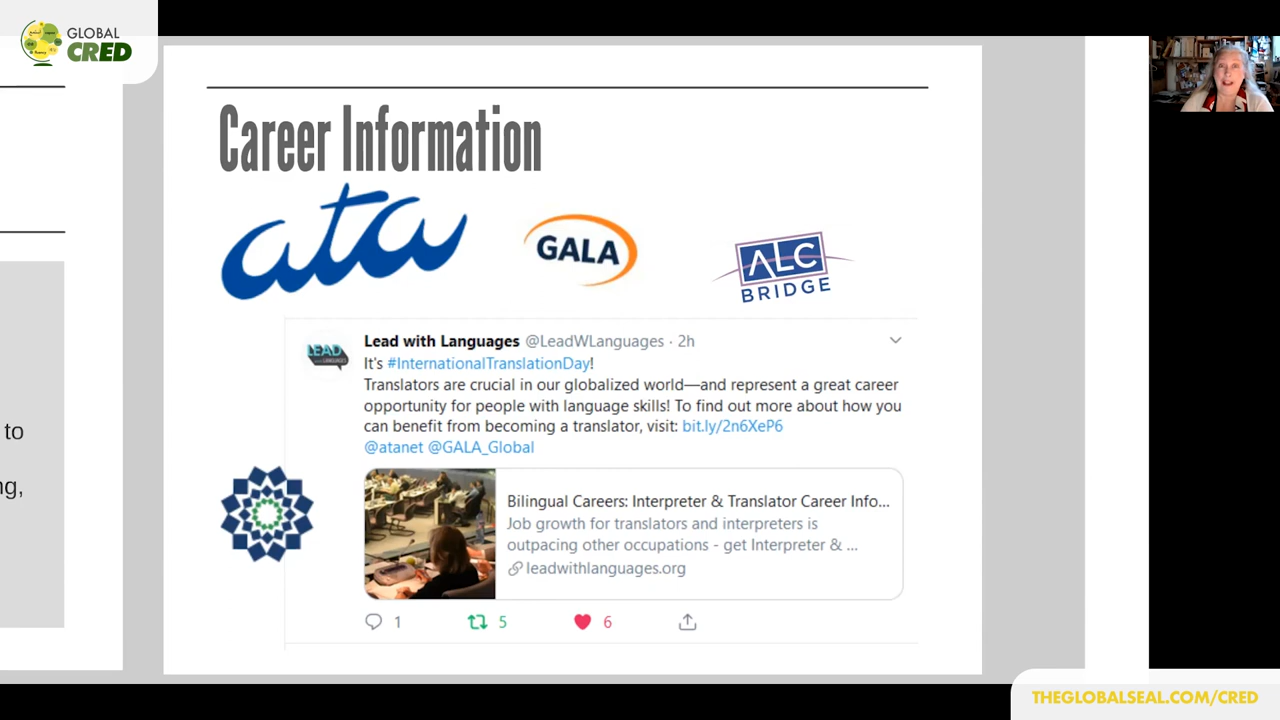 GLOBAL
CRED
Career Information
ata
GALA
ALC
BRIDGE
Lead with Languages @LeadWLanguages · 2h
It's #InternationalTranslationDay!
Translators are crucial in our globalized world—and represent a great career
opportunity for people with language skills! To find out more about how you
can benefit from becoming a translator, visit: bit.ly/2n6XeP6
@atanet @GALA_Global
LEAD
Bilingual Careers: Interpreter & Translator Career Info...
Job growth for translators and interpreters is
outpacing other occupations - get Interpreter & ...
leadwithlanguages.org
1 5 6
to
ng,
THEGLOBALSEAL.COM/CRED